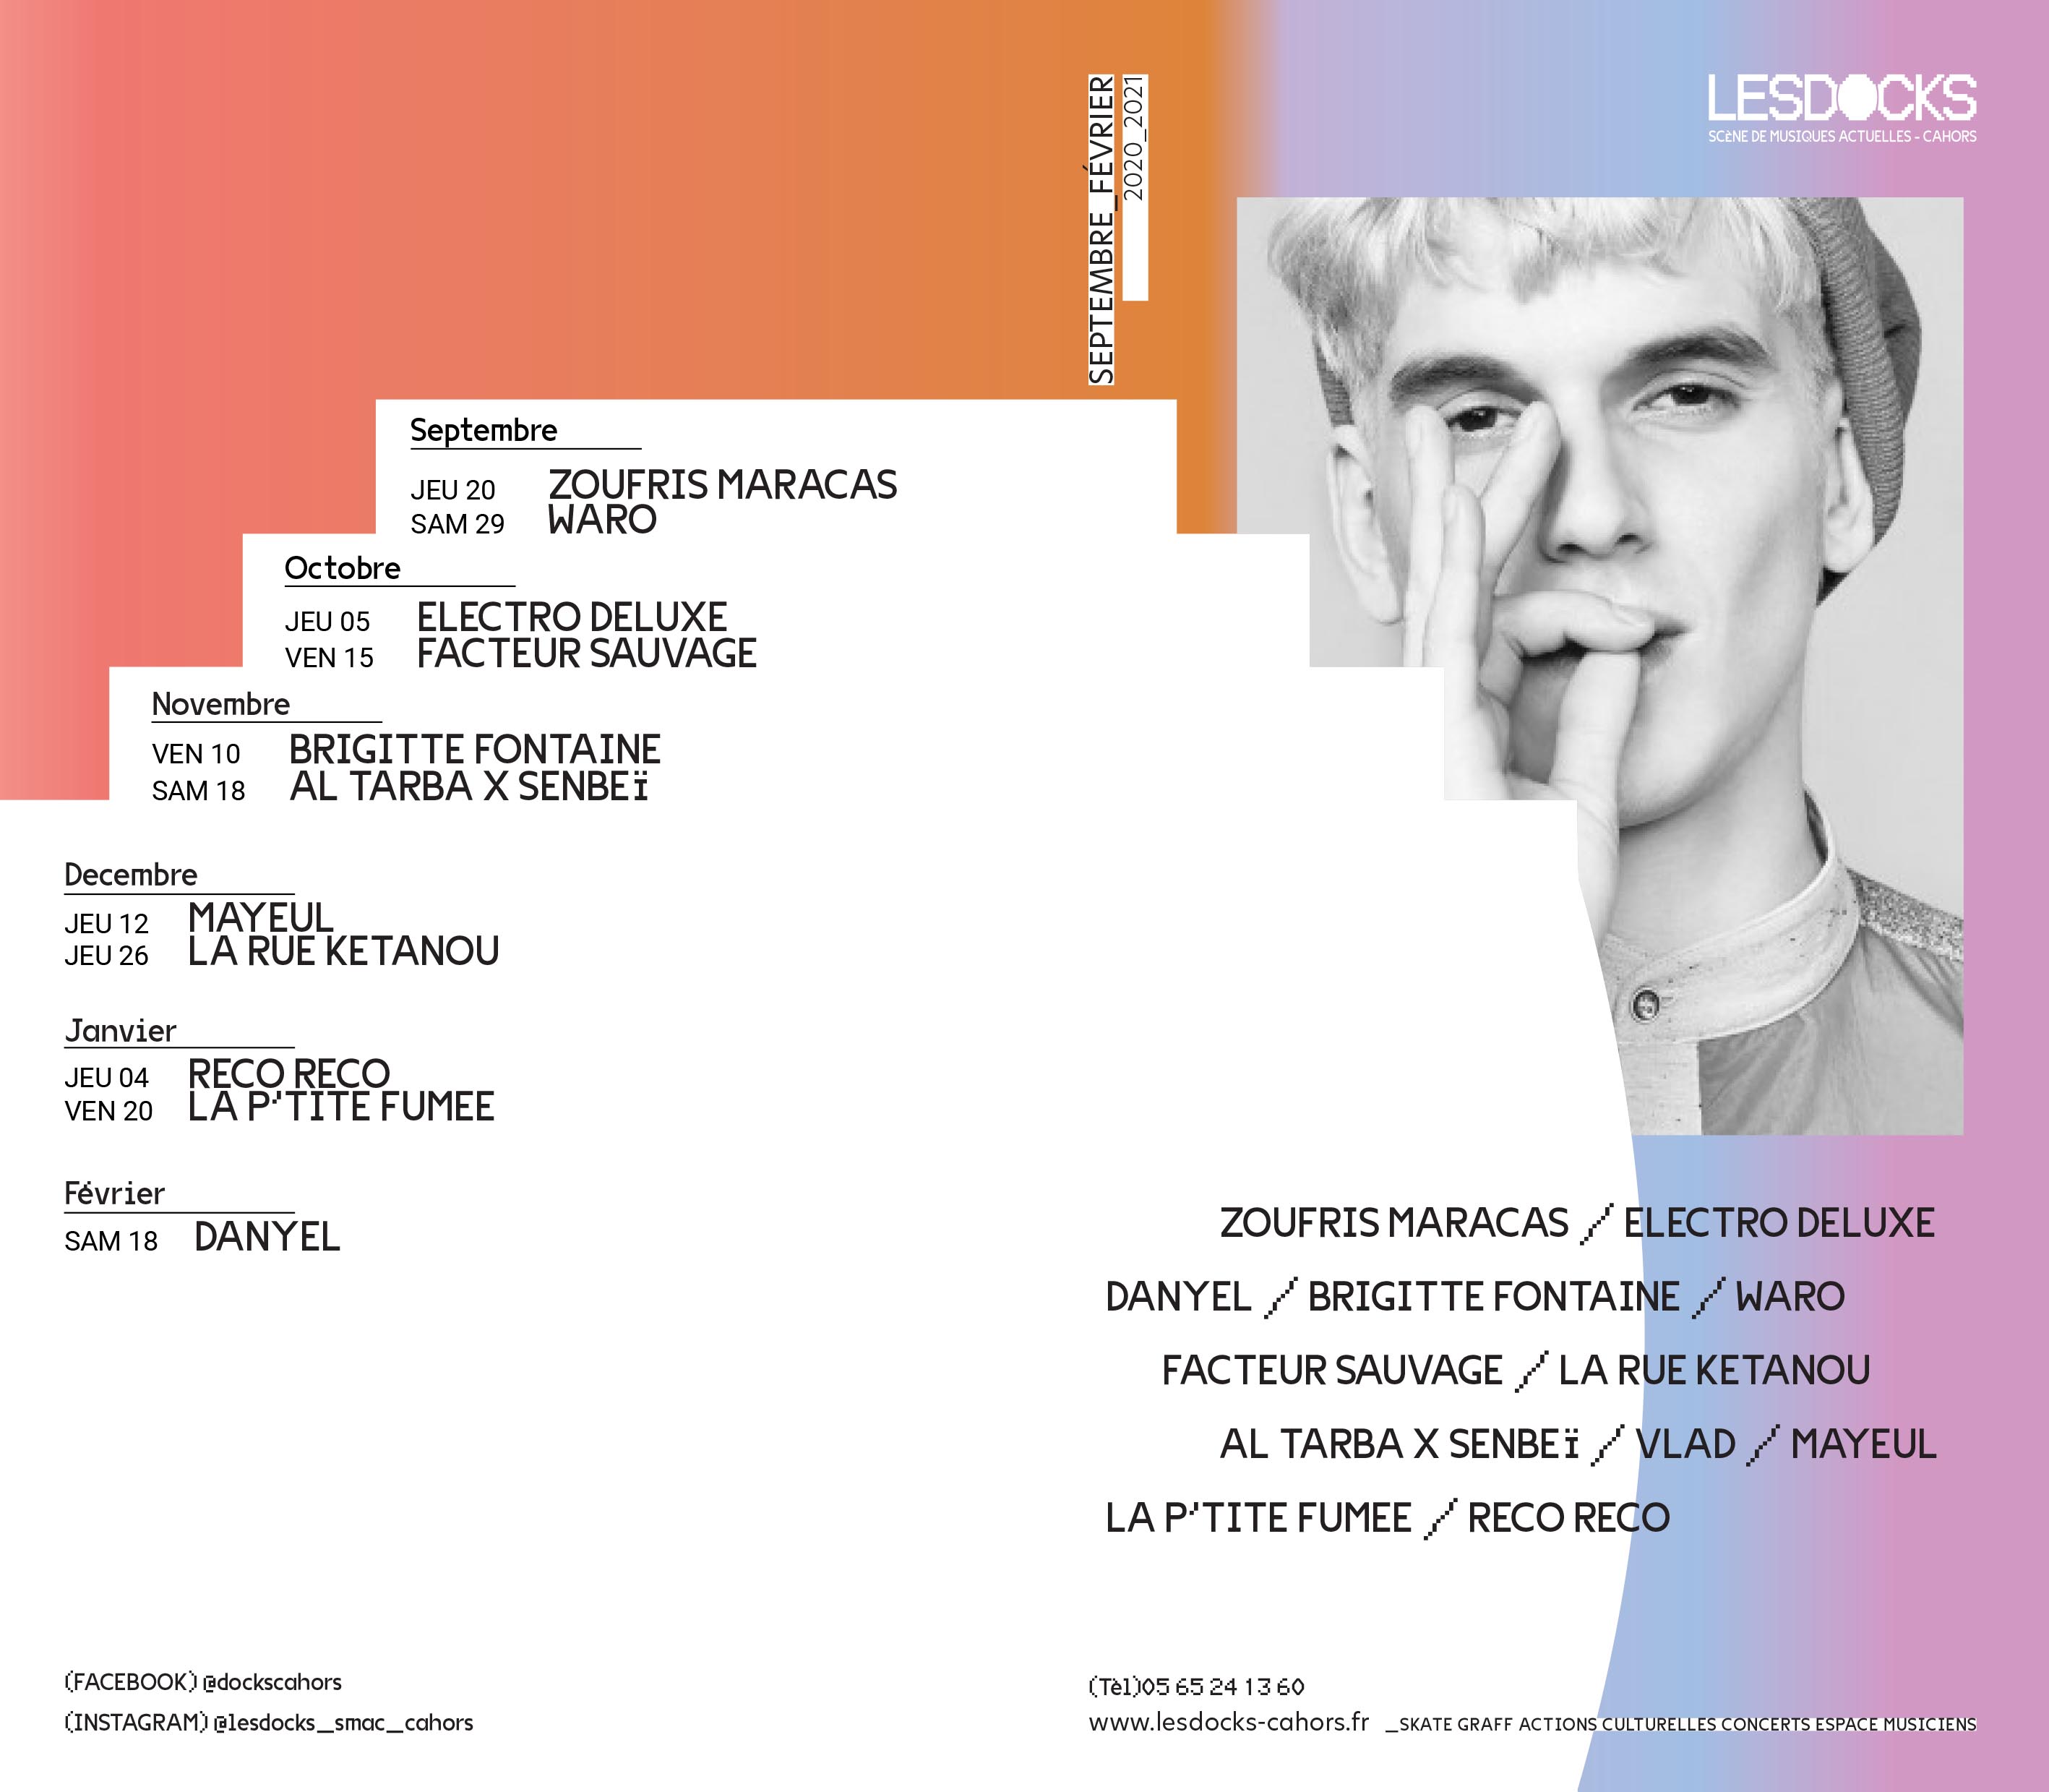 Septembre
JEU 20 ZOUFRIS MARACAS
SAM 29 WARO
Octobre
JEU 05 ELECTRO DELUXE
VEN 15 FACTEUR SAUVAGE
Novembre
VEN 10 BRIGITTE FONTAINE
SAM 18 AL TARBA X SENBEï
Decembre
JEU 12 MAYEUL
JEU 26 LA RUE KETANOU
Janvier
JEU 04 RECO RECO
VEN 20 LA P'TITE FUMEE
Février
SAM 18 DANYEL
(FACEBOOK) @dockscahors
(INSTAGRAM) @lesdocks_smac_cahors
SEPTEMBRE_FÉVRIER
2020_2021
LESDOCKS
SCèNE DE MUSIQUES ACTUELLES - CAHORS
ZOUFRIS MARACAS / ELECTRO DELUXE
DANYEL / BRIGITTE FONTAINE / WARO
FACTEUR SAUVAGE / LA RUE KETANOU
AL TARBA X SENBEï / VLAD / MAYEUL
LA P'TITE FUMEE / RECO RECO
(Tèl)05 65 24 13 60
www.lesdocks-cahors.fr _SKATE GRAFF ACTIONS CULTURELLES CONCERTS ESPACE MUSICIENS